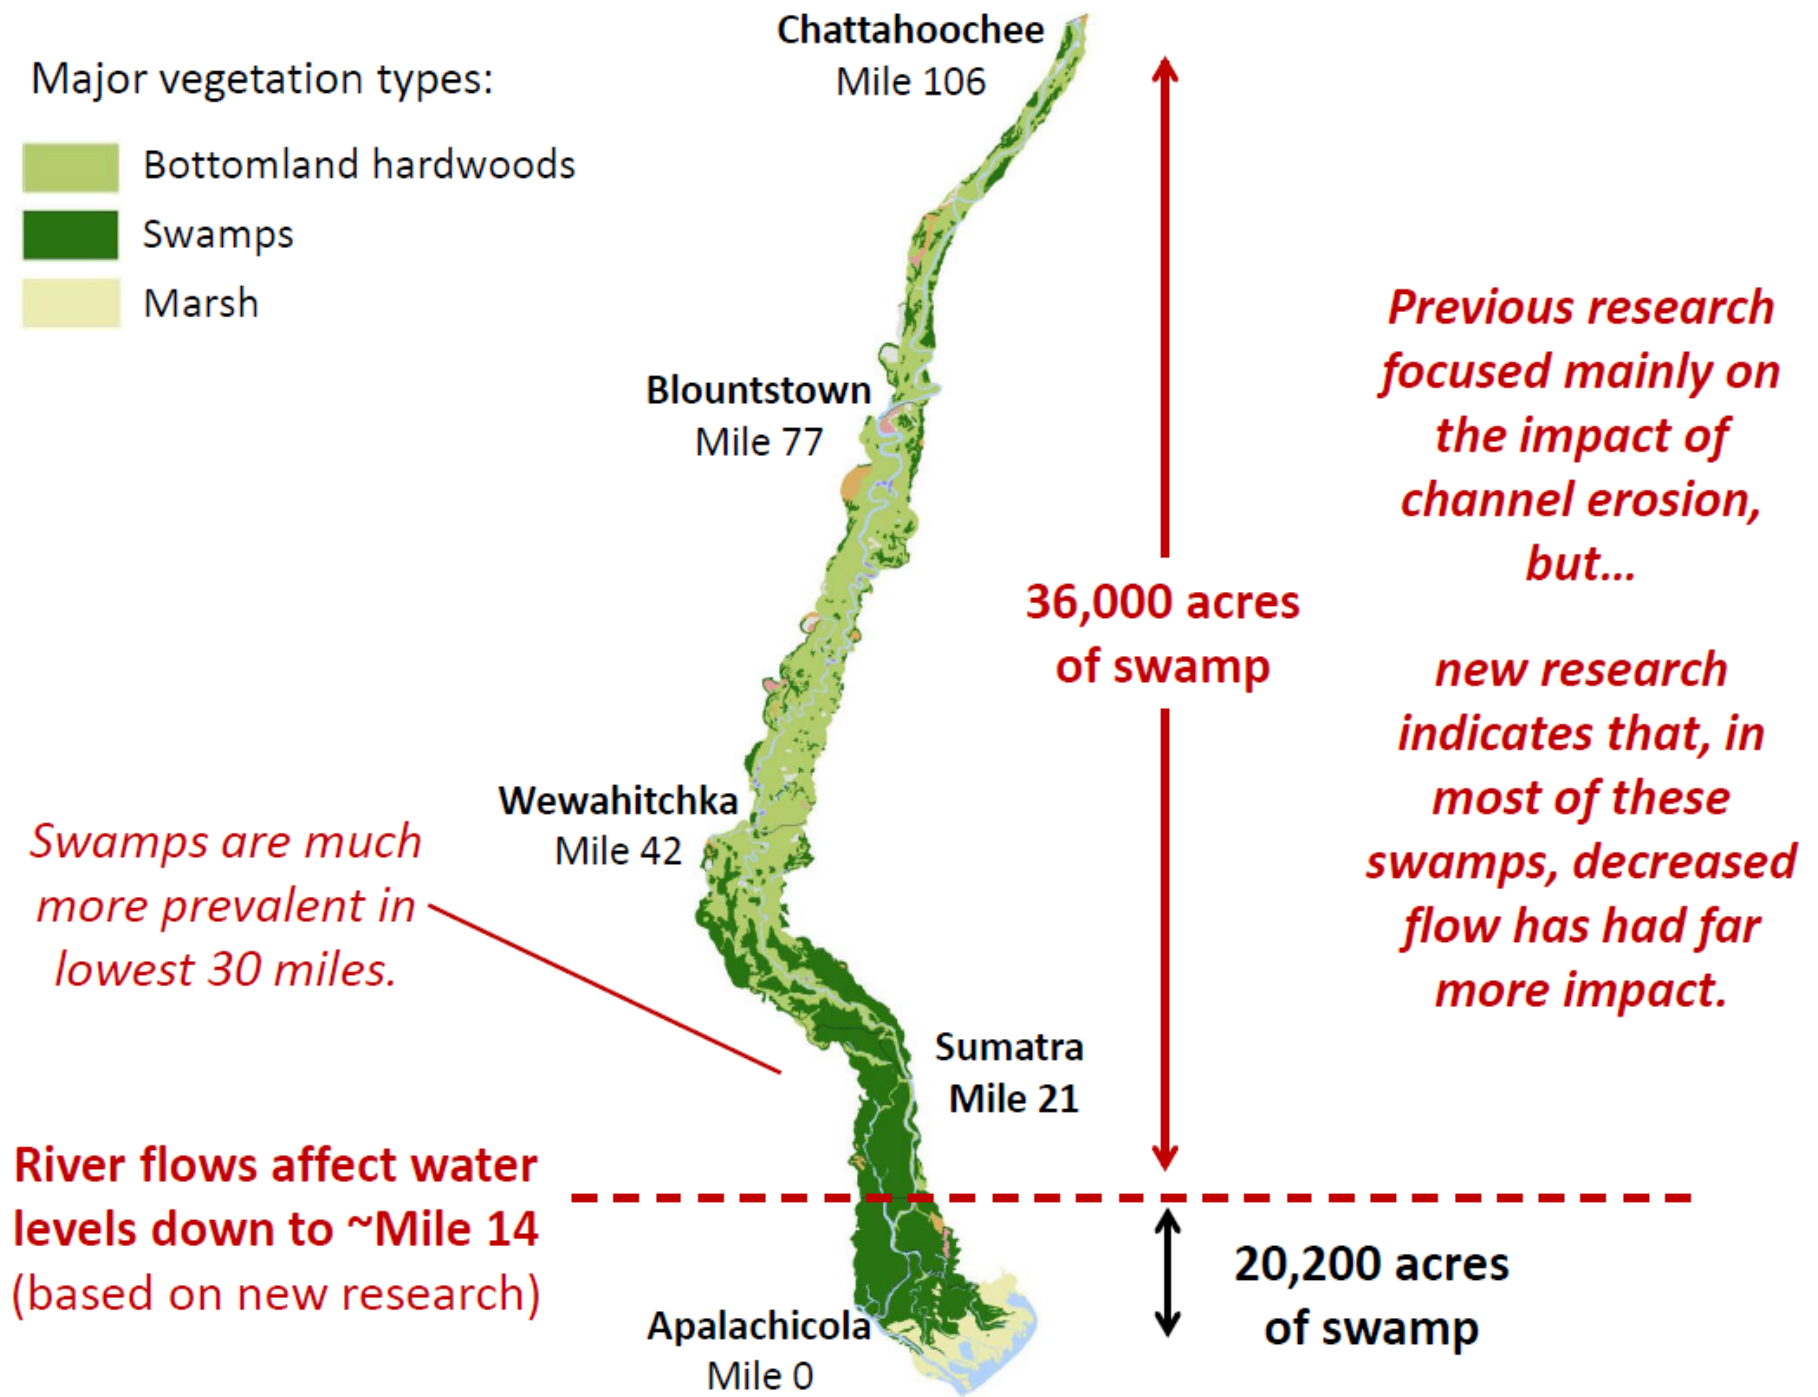 Chattahoochee
Mile 106
Major vegetation types:
Bottomland hardwoods
Swamps
Marsh
Blountstown
Mile 77
Previous research
focused mainly on
the impact of
channel erosion,
but...
36,000 acres
of swamp
new research
indicates that, in
most of these
swamps, decreased
flow has had far
more impact.
Wewahitchka
Mile 42
Swamps are much
more prevalent in
lowest 30 miles.
Sumatra
Mile 21
River flows affect water
levels down to ~Mile 14
(based on new research)
20,200 acres
of swamp
Apalachicola
Mile 0